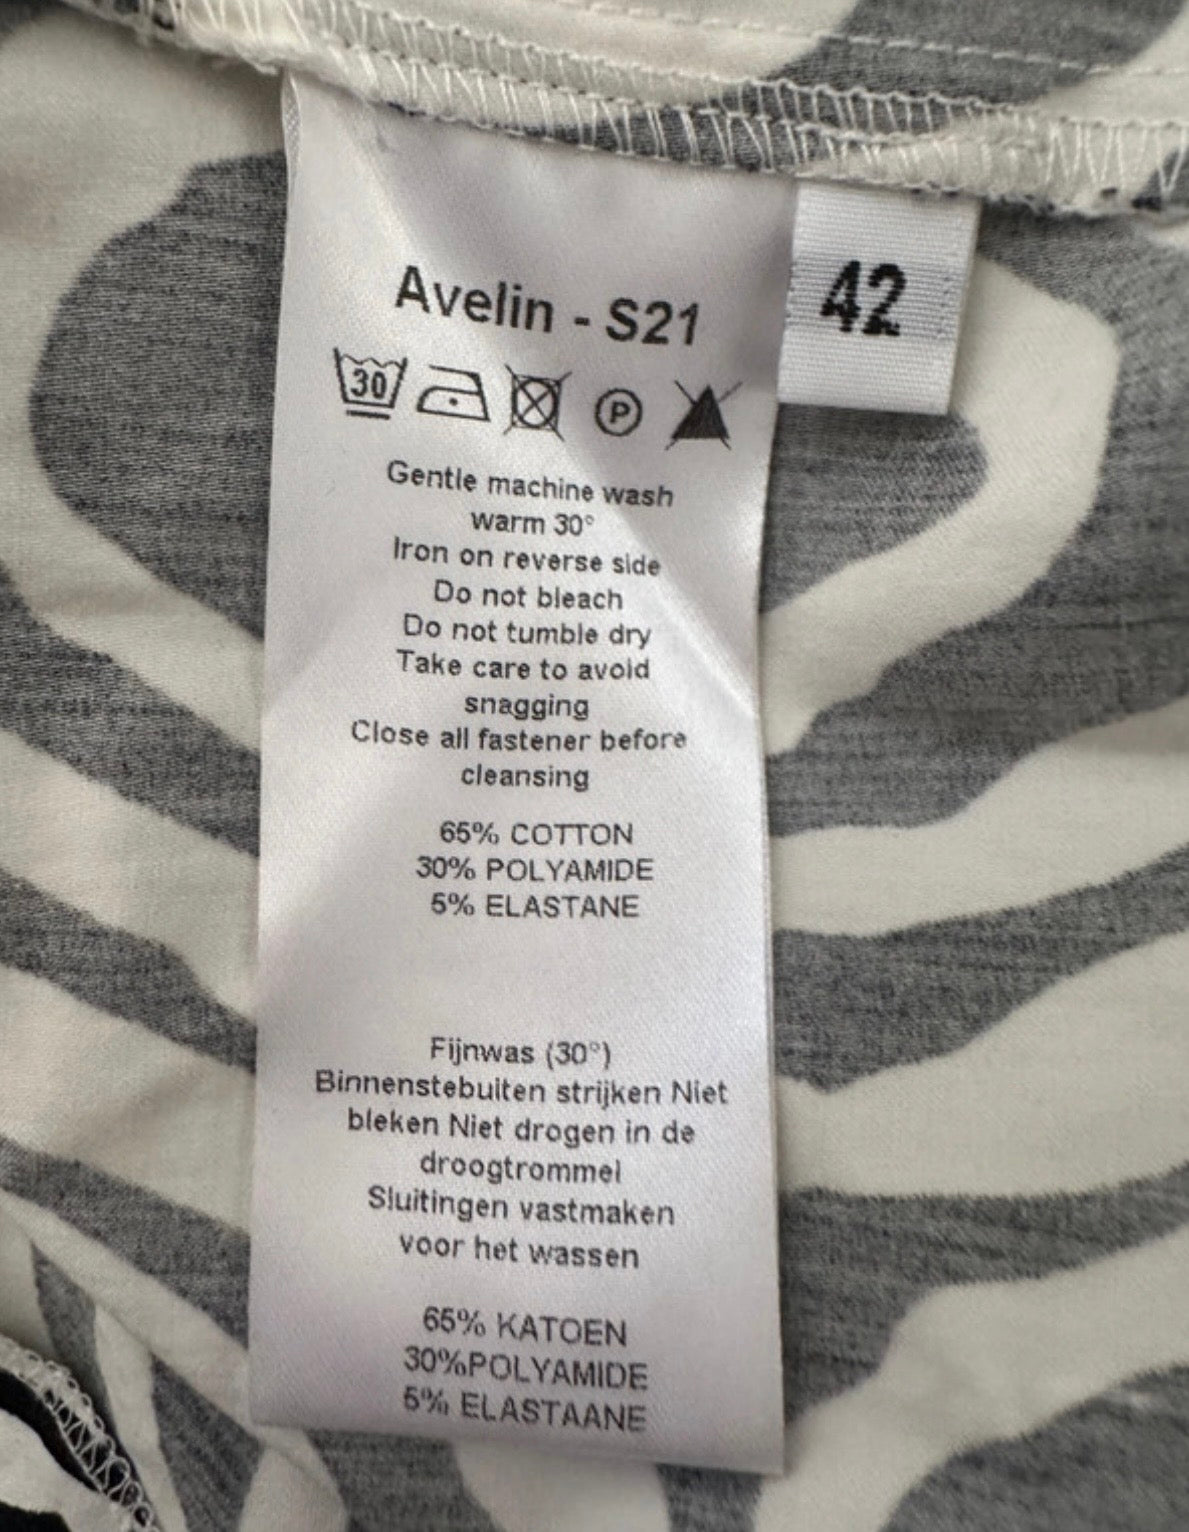 Avelin - S21
42
30
P
Gentle machine wash
warm 30°
Iron on reverse side
Do not bleach
Do not tumble dry
Take care to avoid
snagging
Close all fastener before
cleansing
65% COTTON
30% POLYAMIDE
5% ELASTANE
Fijnwas (30°)
Binnenstebuiten strijken Niet
bleken Niet drogen in de
droogtrommel
Sluitingen vastmaken
voor het wassen
65% KATOEN
30%POLYAMIDE
5% ELASTAANE